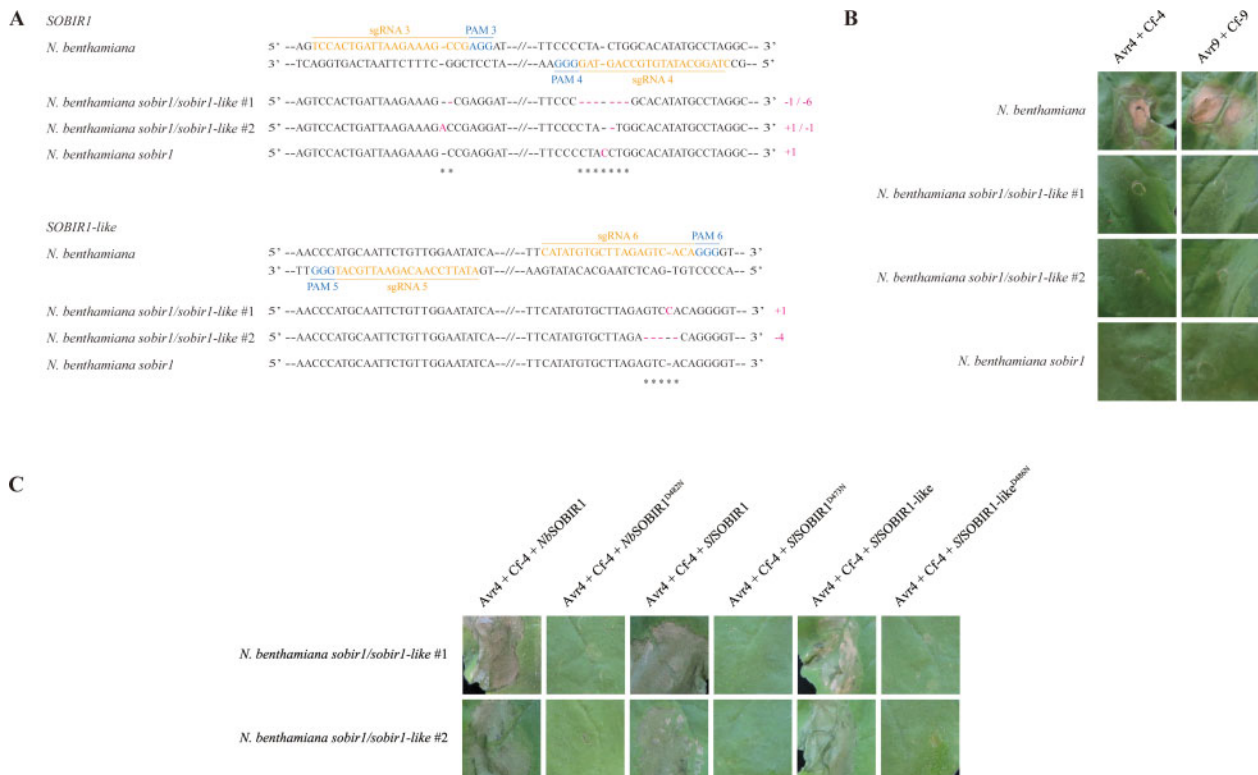 A
SOBIR1
sgRNA 3 PAM 3
N. benthamiana 5’ --AGTCCACTGATTAAGAAAG-CCGAGGAT--//--TTCCCCTA-CTGGCACATATGCCTAGGC-- 3’
3’ --TCAGGTGACTAATTCTTTC-GGCTCCTA--//--AAGGGGAT-GACCGTGTATACGGATCCG-- 5’
PAM 4 sgRNA 4
N. benthamiana sobir1/sobir1-like #1 5’ --AGTCCACTGATTAAGAAAG--CGAGGAT--//--TTCCC-------GCACATATGCCTAGGC-- 3’ -1 / -6
N. benthamiana sobir1/sobir1-like #2 5’ --AGTCCACTGATTAAGAAAGACCGAGGAT--//--TTCCCCTA--TGGCACATATGCCTAGGC-- 3’ +1 / -1
N. benthamiana sobir1 5’ --AGTCCACTGATTAAGAAAG-CCGAGGAT--//--TTCCCCTACCTGGCACATATGCCTAGGC-- 3’ +1
** *******
SOBIR1-like
sgRNA 6 PAM 6
N. benthamiana 5’ --AACCCATGCAATTCTGTTGGAATATCA--//--TTCATATGTGCTTAGAGTC-ACAGGGGT-- 3’
3’ --TTGGGTACGTTAAGACAACCTTATAGT--//--AAGTATACACGAATCTCAG-TGTCCCCA-- 5’
PAM 5 sgRNA 5
N. benthamiana sobir1/sobir1-like #1 5’ --AACCCATGCAATTCTGTTGGAATATCA--//--TTCATATGTGCTTAGAGTCCACAGGGGT-- 3’ +1
N. benthamiana sobir1/sobir1-like #2 5’ --AACCCATGCAATTCTGTTGGAATATCA--//--TTCATATGTGCTTAGA-----CAGGGGT-- 3’ -4
N. benthamiana sobir1 5’ --AACCCATGCAATTCTGTTGGAATATCA--//--TTCATATGTGCTTAGAGTC-ACAGGGGT-- 3’
*****
B
Avr4 + Cf-4
Avr9 + Cf-9
N. benthamiana
N. benthamiana sobir1/sobir1-like #1
N. benthamiana sobir1/sobir1-like #2
N. benthamiana sobir1
C
Avr4 + Cf-4 + NbSOBIR1
Avr4 + Cf-4 + NbSOBIR1D482N
Avr4 + Cf-4 + SlSOBIR1
Avr4 + Cf-4 + SlSOBIR1D473N
Avr4 + Cf-4 + SlSOBIR1-like
Avr4 + Cf-4 + SlSOBIR1-likeD486N
N. benthamiana sobir1/sobir1-like #1
N. benthamiana sobir1/sobir1-like #2